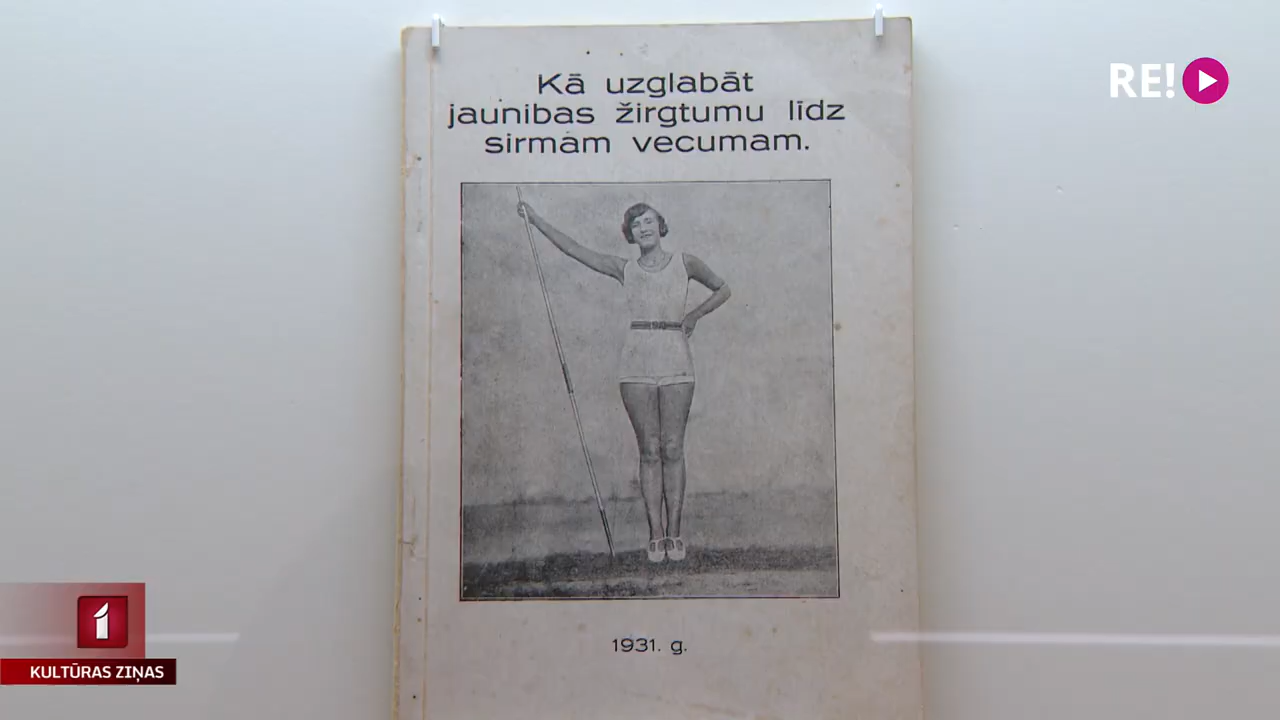 Kā uzglabāt
jaunibas žirgtumu līdz
sirmam vecumam.
1931. g.
RE!
1
KULTŪRAS ZIŅAS